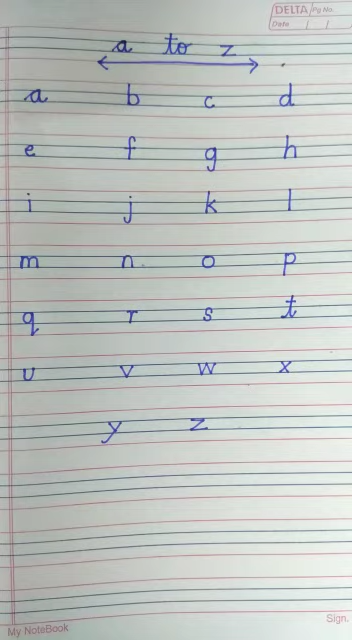 DELTA Pg No.
Date / /
a to z
a b c d
e f g h
i j k l
m n o p
q r s t
u v w x
y z
My NoteBook Sign.